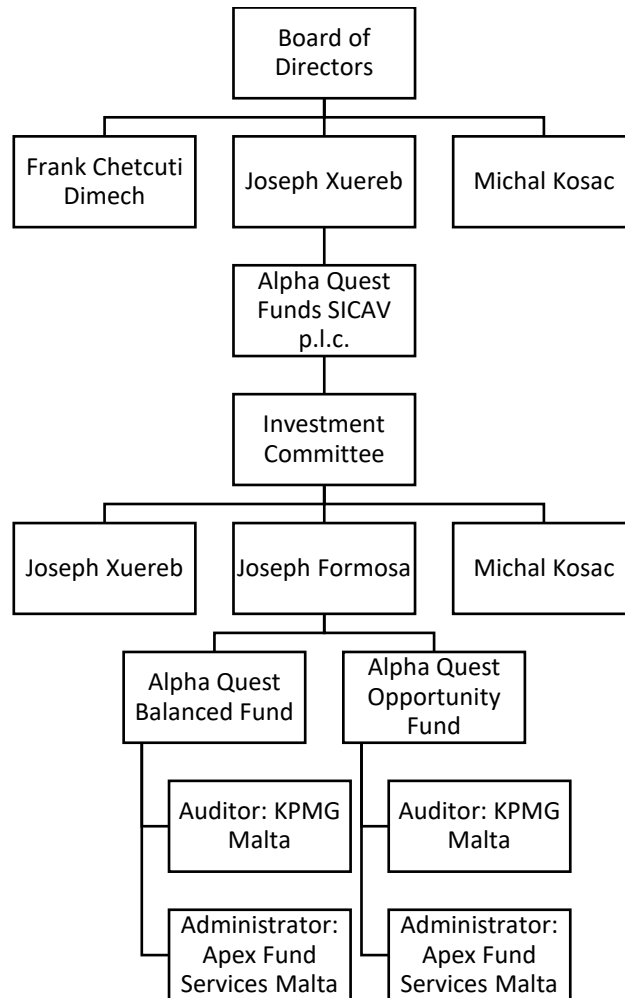 Board of
Directors
Frank Chetcuti
Dimech
Joseph Xuereb
Michal Kosac
Alpha Quest
Funds SICAV
p.l.c.
Investment
Committee
Joseph Xuereb
Joseph Formosa
Michal Kosac
Alpha Quest
Balanced Fund
Alpha Quest
Opportunity
Fund
Auditor: KPMG
Malta
Auditor: KPMG
Malta
Administrator:
Apex Fund
Services Malta
Administrator:
Apex Fund
Services Malta